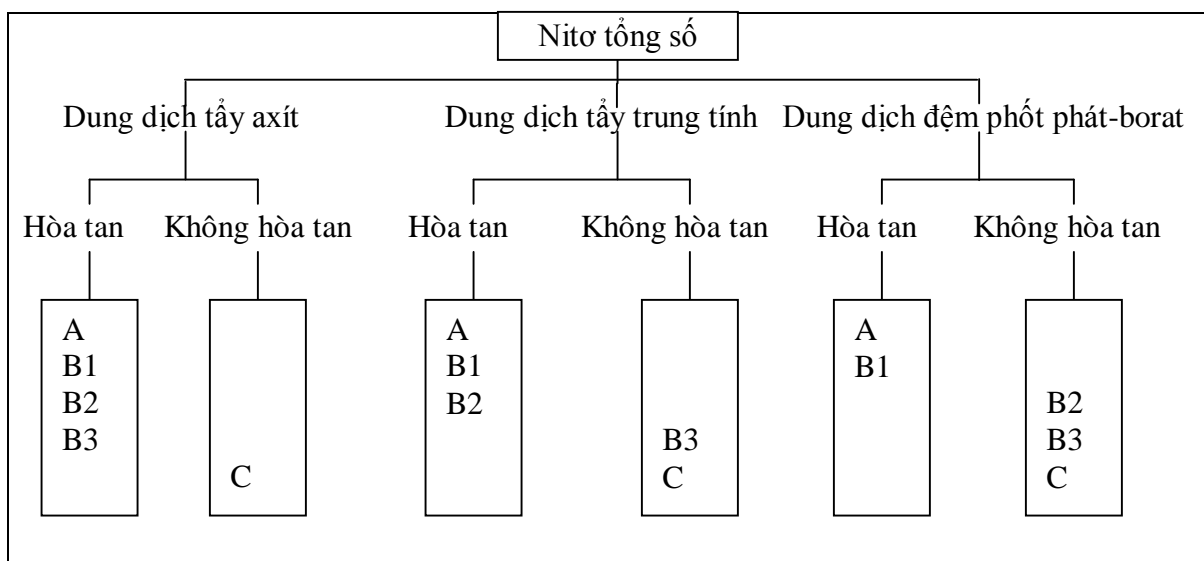 Nitơ tổng số
Dung dịch tẩy axít
Dung dịch tẩy trung tính
Dung dịch đệm phốt phát-borat
Hòa tan
Không hòa tan
Hòa tan
Không hòa tan
Hòa tan
Không hòa tan
A
B1
B2
B3
C
A
B1
B2
B3
C
A
B1
B2
B3
C